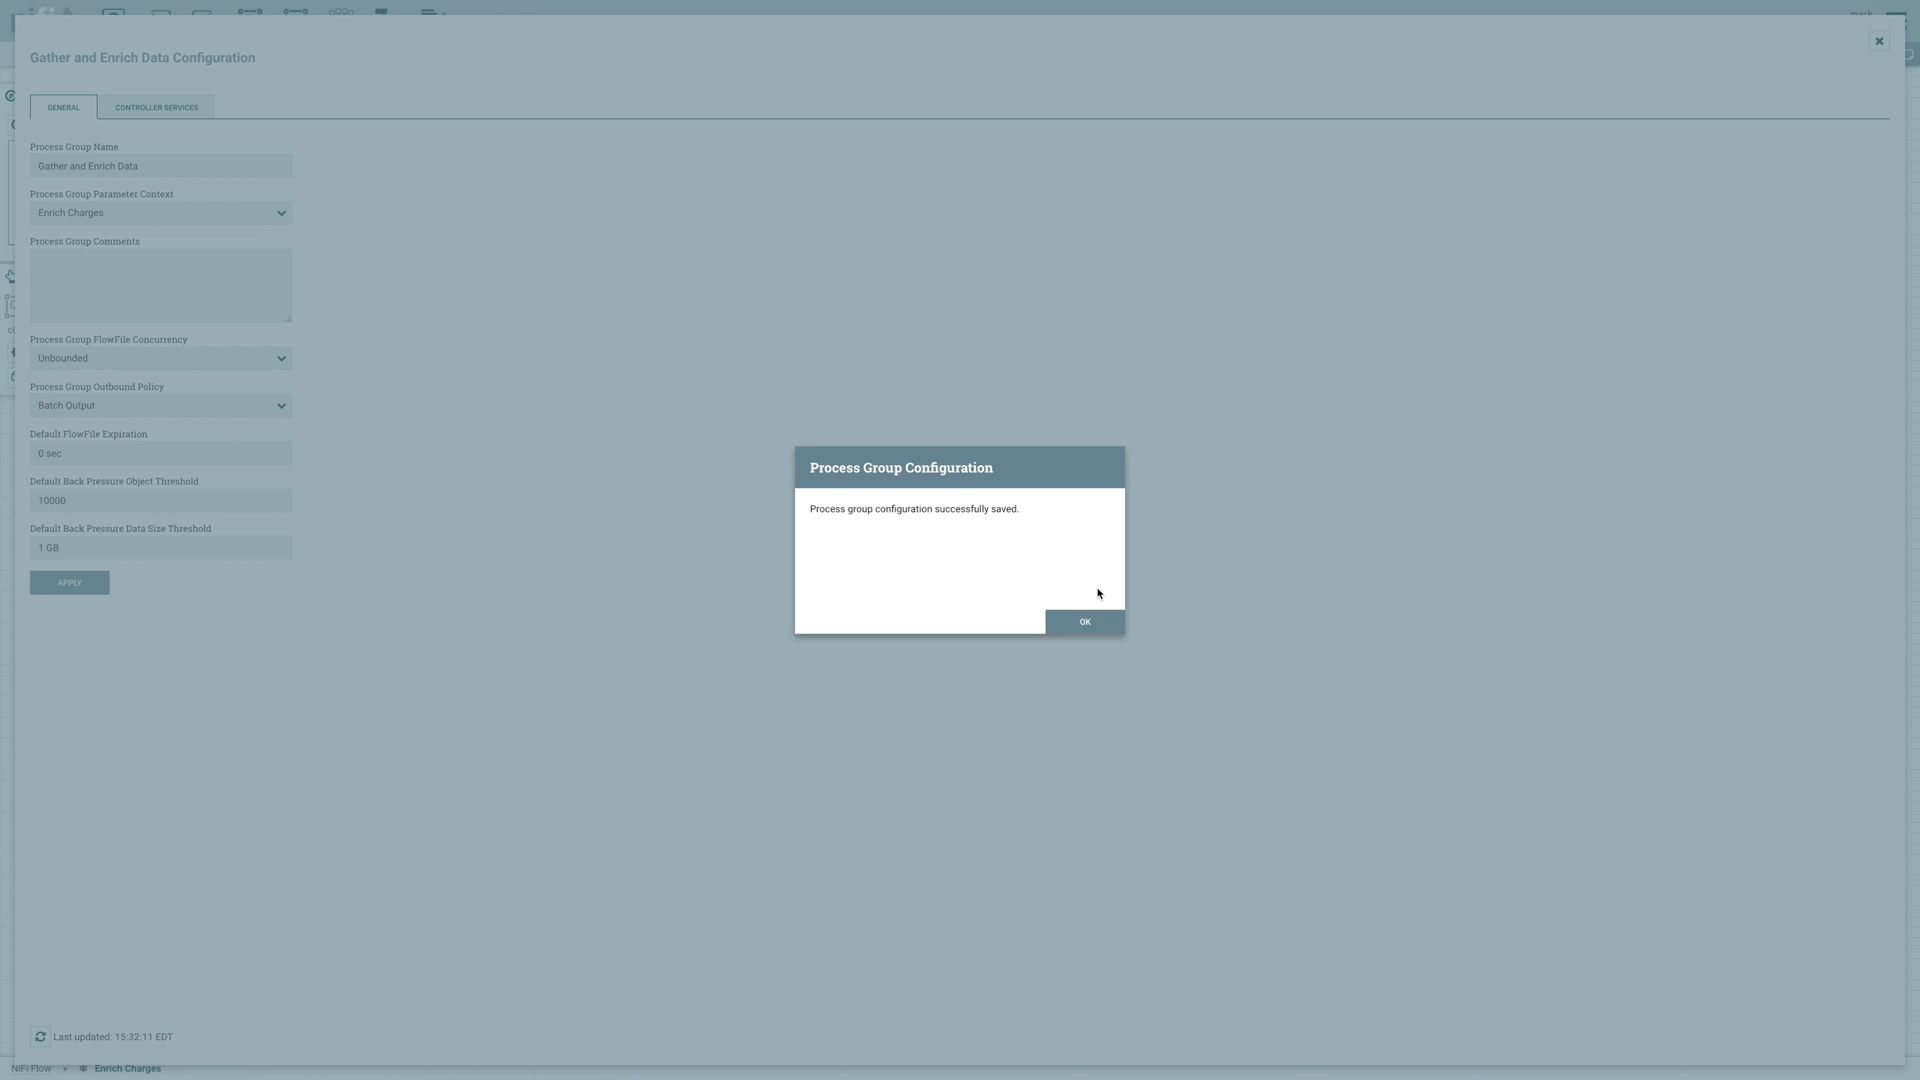 Gather and Enrich Data Configuration
GENERAL
CONTROLLER SERVICES
Process Group Name
Gather and Enrich Data
Process Group Parameter Context
Enrich Charges
Process Group Comments
Process Group FlowFile Concurrency
Unbounded
Process Group Outbound Policy
Batch Output
Default FlowFile Expiration
0 sec
Default Back Pressure Object Threshold
10000
Default Back Pressure Data Size Threshold
1 GB
APPLY
Process Group Configuration
Process group configuration successfully saved.
OK
Last updated: 15:32:11 EDT
NiFi Flow » Enrich Charges